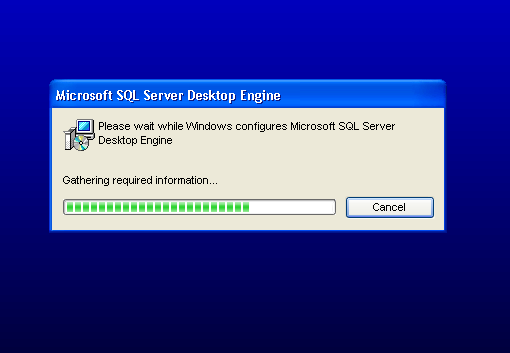 Microsoft SQL Server Desktop Engine
Please wait while Windows configures Microsoft SQL Server
Desktop Engine
Gathering required information...
Cancel